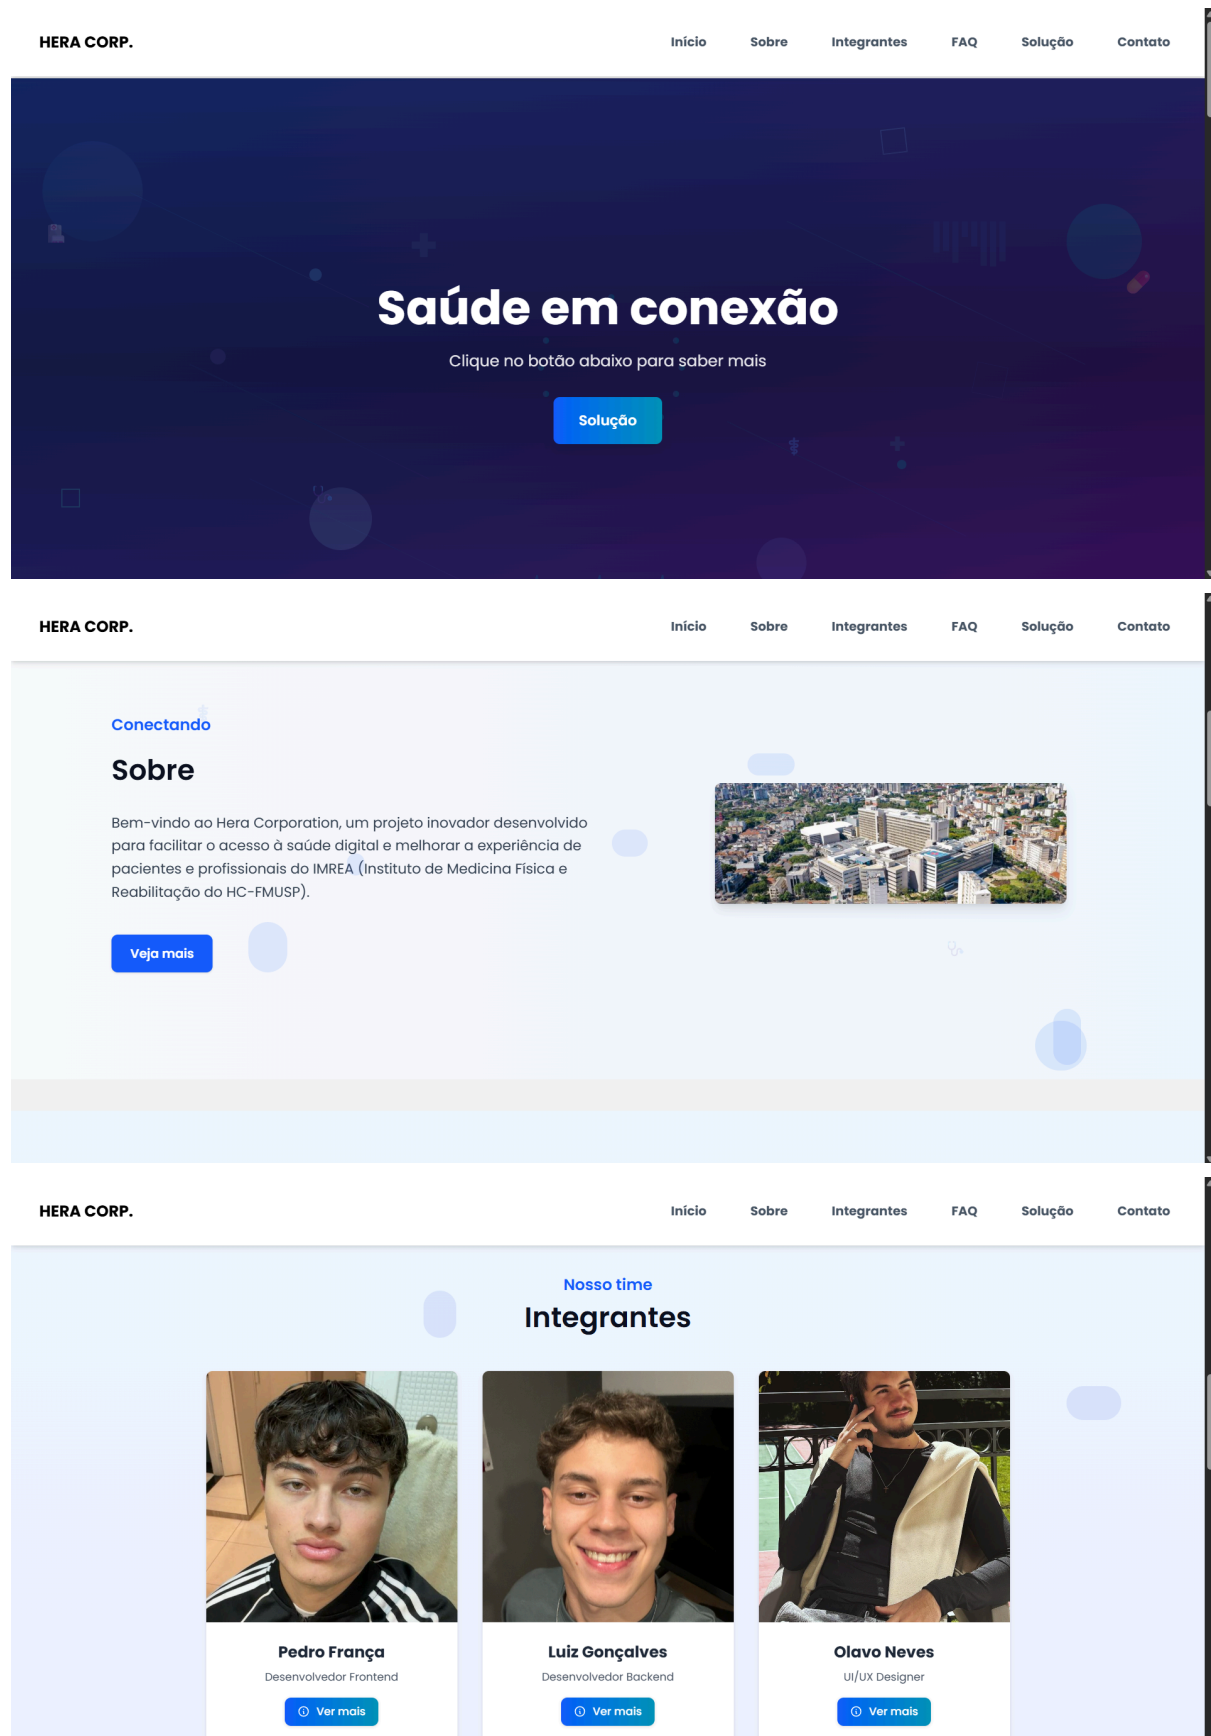 HERA CORP.
Início Sobre Integrantes FAQ Solução Contato
Saúde em conexão
Clique no botão abaixo para saber mais
Solução
HERA CORP.
Início Sobre Integrantes FAQ Solução Contato
Conectando
Sobre
Bem-vindo ao Hera Corporation, um projeto inovador desenvolvido
para facilitar o acesso à saúde digital e melhorar a experiência de
pacientes e profissionais do IMREA (Instituto de Medicina Física e
Reabilitação do HC-FMUSP).
Veja mais
HERA CORP.
Início Sobre Integrantes FAQ Solução Contato
Nosso time
Integrantes
Pedro França
Desenvolvedor Frontend
Ver mais
Luiz Gonçalves
Desenvolvedor Backend
Ver mais
Olavo Neves
UI/UX Designer
Ver mais